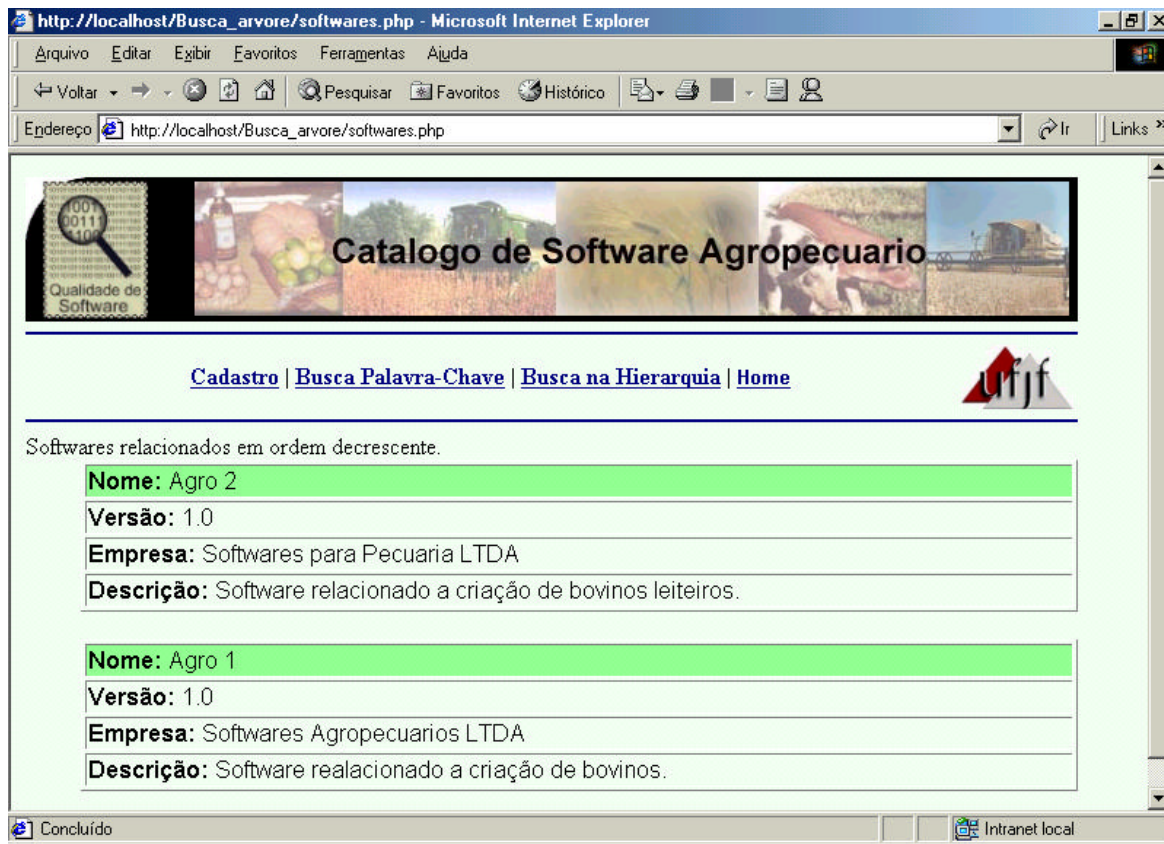 http://localhost/Busca_arvore/softwares.php - Microsoft Internet Explorer
Arquivo Editar Exibir Favoritos Ferramentas Ajuda
Voltar Pesquisar Favoritos Histórico
Endereço http://localhost/Busca_arvore/softwares.php Ir Links »
1001
00111
1100
Qualidade de
Software
Catalogo de Software Agropecuario
Cadastro | Busca Palavra-Chave | Busca na Hierarquia | Home
ufjf
Softwares relacionados em ordem decrescente.
Nome: Agro 2
Versão: 1.0
Empresa: Softwares para Pecuaria LTDA
Descrição: Software relacionado a criação de bovinos leiteiros.
Nome: Agro 1
Versão: 1.0
Empresa: Softwares Agropecuarios LTDA
Descrição: Software realacionado a criação de bovinos.
Concluído Intranet local